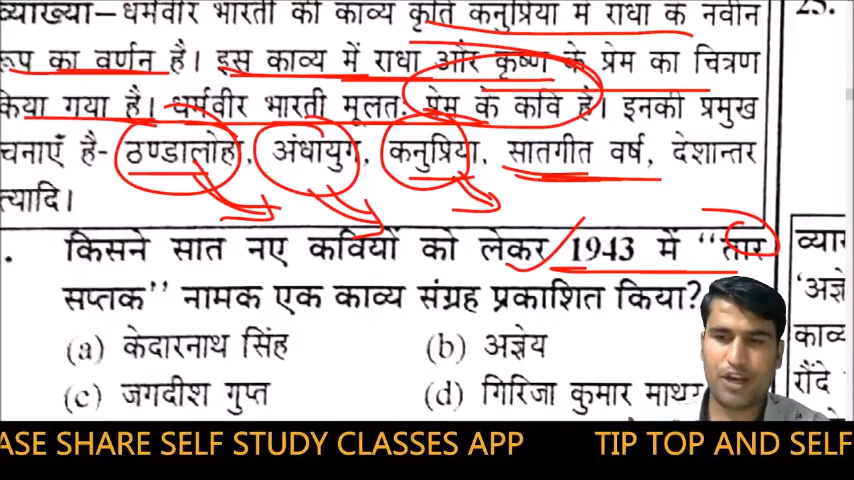 व्याख्या–धर्मवीर भारती की काव्य कृति कनुप्रिया में राधा के नवीन
25.
रूप का वर्णन है। इस काव्य में राधा और कृष्ण के प्रेम का चित्रण
किया गया है। धर्मवीर भारती मूलतः प्रेम के कवि हैं। इनकी प्रमुख
चनाएँ है- ठण्डालोहा, अंधायुग, कनुप्रिया, सातगीत वर्ष, देशान्तर
त्यादि।
. किसने सात नए कवियों को लेकर 1943 में "तार
सप्तक" नामक एक काव्य संग्रह प्रकाशित किया?
(a) केदारनाथ सिंह (b) अज्ञेय
(c) जगदीश गुप्त (d) गिरिजा कुमार माथुर
व्यार
'अज्ञे
काव्य
रौंदे
ASE SHARE SELF STUDY CLASSES APP TIP TOP AND SELF